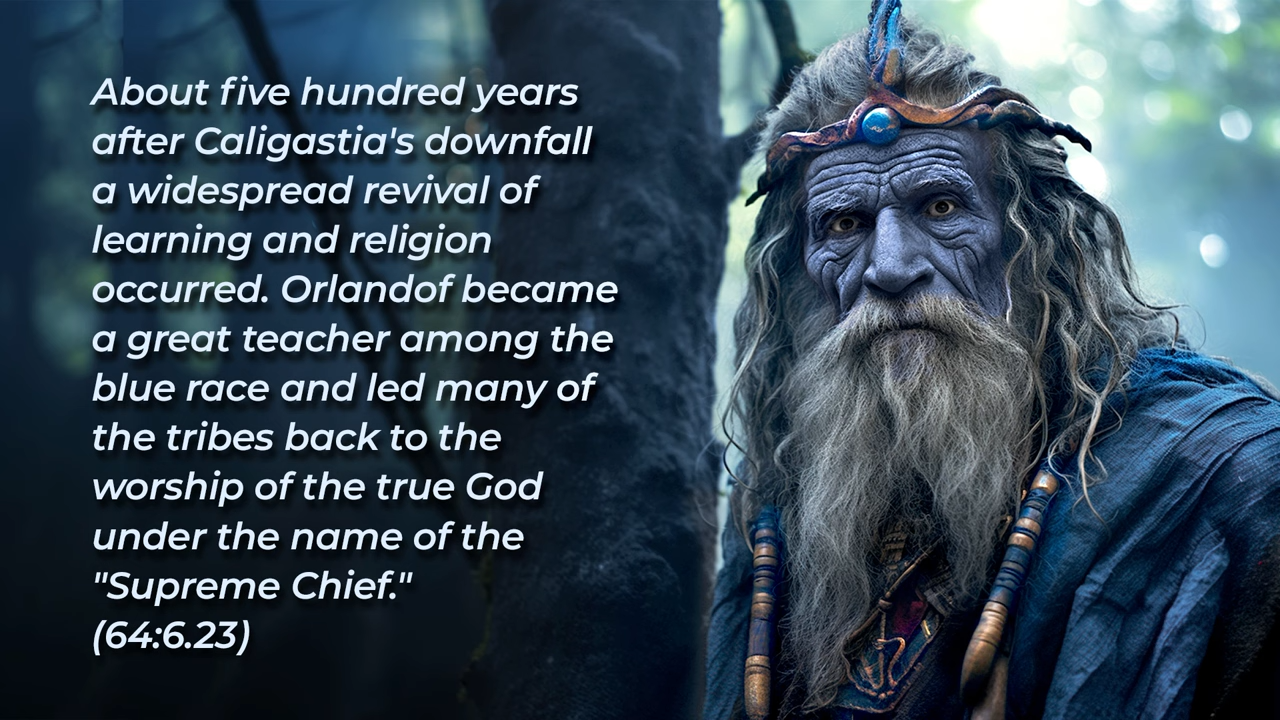 About five hundred years
after Caligastia's downfall
a widespread revival of
learning and religion
occurred. Orlandof became
a great teacher among the
blue race and led many of
the tribes back to the
worship of the true God
under the name of the
"Supreme Chief."
(64:6.23)